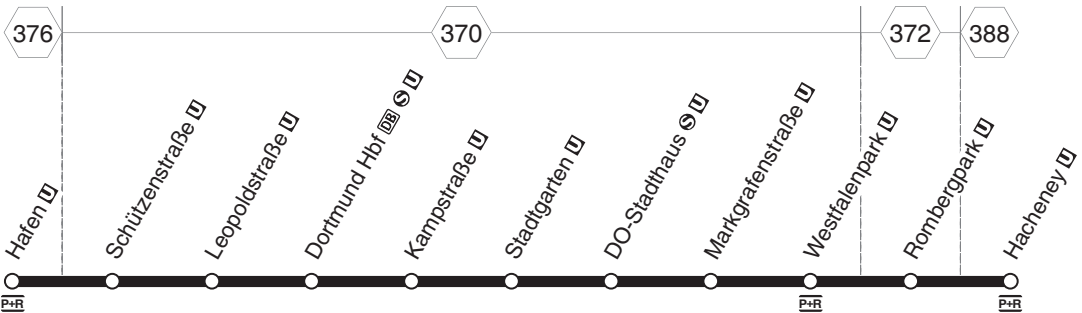 376 370 372 388
Hafen U
Schützenstraße U
Leopoldstraße U
Dortmund Hbf DB S U
Kampstraße U
Stadtgarten U
DO-Stadthaus S U
Markgrafenstraße U
Westfalenpark U
Rombergpark U
Hacheney U
P+R P+R P+R